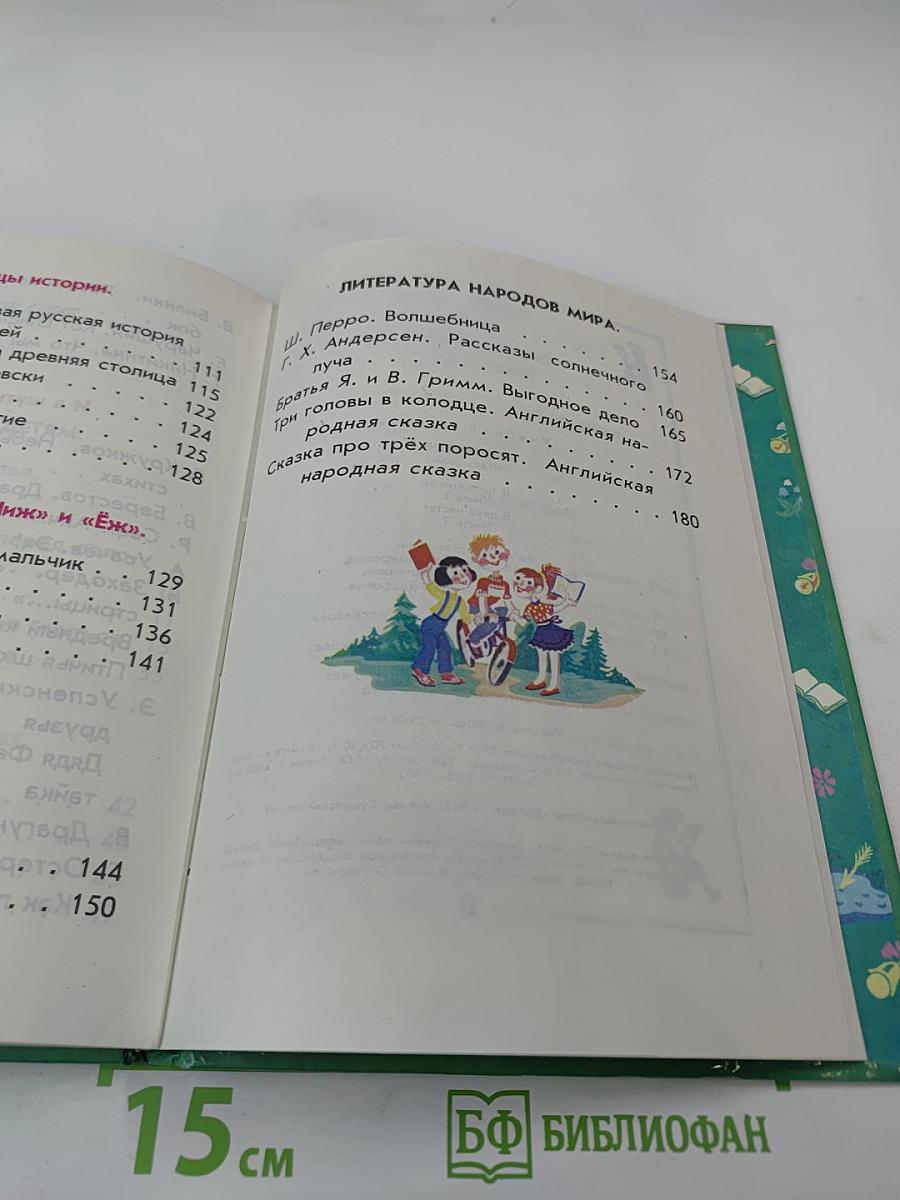 цы истории.
вая русская история
ей . . . . . . . 111
древняя столица 115
овски . . . . . . 122
. . . . . . 124
тие . . . . . . 125
. . . . . . 128
Чиж» и «Ёж».
мальчик . . 129
. . . . . . 131
. . . . . . 136
. . . . . . 141
. . 144
. . 150
ЛИТЕРАТУРА НАРОДОВ МИРА.
Ш. Перро. Волшебница . . . . . . 154
Г. Х. Андерсен. Рассказы солнечного
луча . . . . . . . . . . . . 160
Братья Я. и В. Гримм. Выгодное дело 165
Три головы в колодце. Английская на-
родная сказка . . . . . . . . 172
Сказка про трёх поросят. Английская
народная сказка . . . . . . . 180
15 см
БФ БИБЛИОФАН